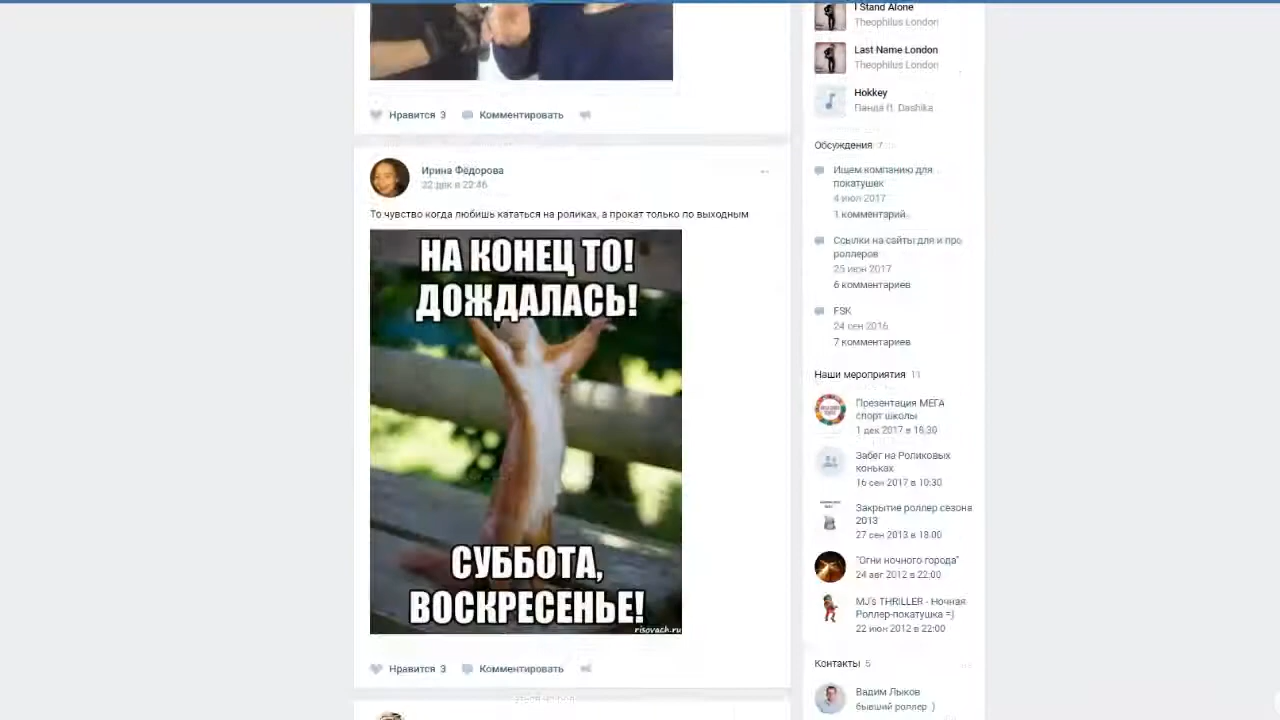 Нравится 3 Комментировать
Ирина Фёдорова
22 дек в 22:46
То чувство когда любишь кататься на роликах, а прокат только по выходным
НА КОНЕЦ ТО!
ДОЖДАЛАСЬ!
СУББОТА,
ВОСКРЕСЕНЬЕ!
risovach.ru
Нравится 3 Комментировать
I Stand Alone
Theophilus London
Last Name London
Theophilus London
Hokkey
Панда ft. Dashika
Обсуждения 7
Ищем компанию для
покатушек
4 июл 2017
1 комментарий
Ссылки на сайты для и про
роллеров
25 июн 2017
6 комментариев
FSK
24 сен 2016
7 комментариев
Наши мероприятия 11
Презентация МЕГА
спорт школы
1 дек 2017 в 16:30
Забег на Роликовых
коньках
16 сен 2017 в 10:30
Закрытие роллер сезона
2013
27 сен 2013 в 18:00
"Огни ночного города"
24 авг 2012 в 22:00
MJ's THRILLER - Ночная
Роллер-покатушка =)
22 июн 2012 в 22:00
Контакты 5
Вадим Лыков
бывший роллер :)